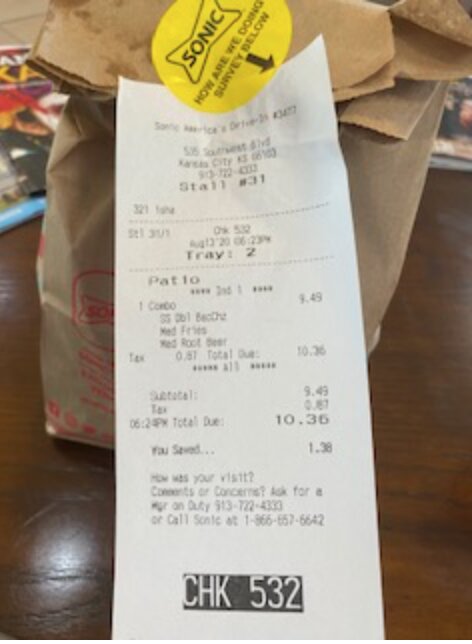 SONIC
HOW ARE WE DOING
SURVEY BELOW
Sonic America's Drive-In #3477
535 Southwest Blvd
Kansas City KS 66103
913-722-4333
Stall #31
321 Isha
Stl 31/1 Chk 532
Aug13'20 06:23PM
Tray: 2
Patio
**** Ind 1 ****
1 Combo 9.49
SS Dbl BacChz
Med Fries
Med Root Beer
Tax 0.87 Total Due: 10.36
***** All *****
Subtotal: 9.49
Tax 0.87
06:24PM Total Due: 10.36
You Saved... 1.38
How was your visit?
Comments or Concerns? Ask for a
Mgr on Duty 913-722-4333
or Call Sonic at 1-866-657-6642
CHK 532